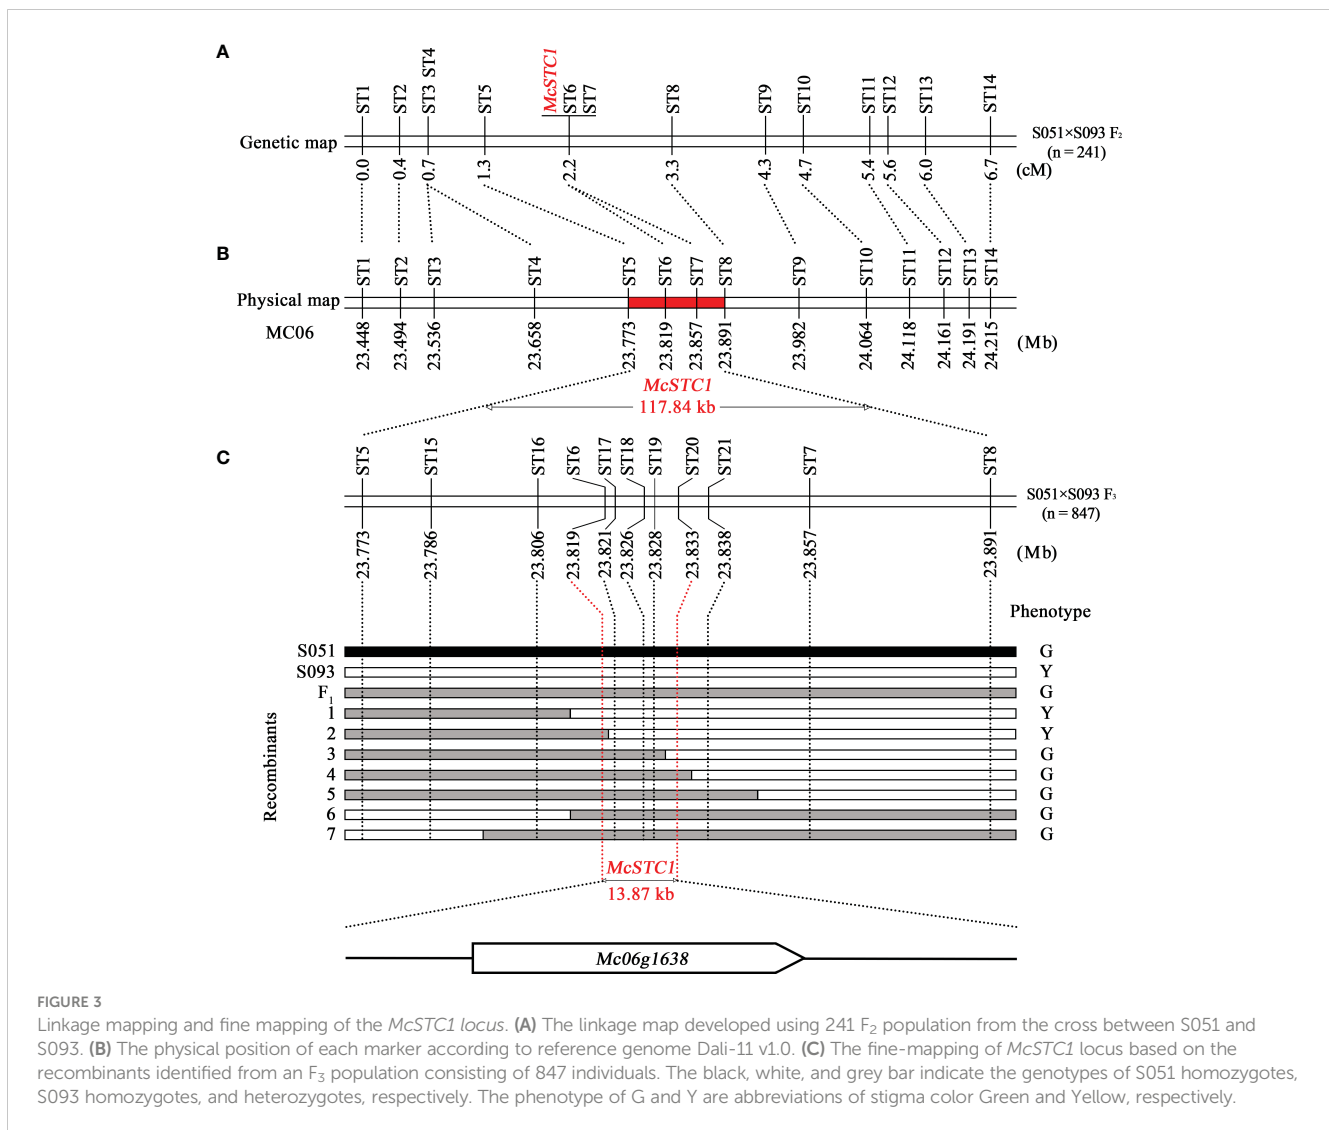 A
ST1 ST2 ST3 ST4 ST5 McSTC1 ST6 ST7 ST8 ST9 ST10 ST11 ST12 ST13 ST14
Genetic map
S051×S093 F2
(n = 241)
0.0 0.4 0.7 1.3 2.2 3.3 4.3 4.7 5.4 5.6 6.0 6.7 (cM)
B
ST1 ST2 ST3 ST4 ST5 ST6 ST7 ST8 ST9 ST10 ST11 ST12 ST13 ST14
Physical map
MC06
23.448 23.494 23.536 23.658 23.773 23.819 23.857 23.891 23.982 24.064 24.118 24.161 24.191 24.215 (Mb)
McSTC1
117.84 kb
C
ST5 ST15 ST16 ST6 ST17 ST18 ST19 ST20 ST21 ST7 ST8
S051×S093 F3
(n = 847)
23.773 23.786 23.806 23.819 23.821 23.826 23.828 23.833 23.838 23.857 23.891 (Mb)
Phenotype
S051 G
S093 Y
F1 G
Recombinants
1 Y
2 Y
3 G
4 G
5 G
6 G
7 G
McSTC1
13.87 kb
Mc06g1638
FIGURE 3
Linkage mapping and fine mapping of the McSTC1 locus. (A) The linkage map developed using 241 F2 population from the cross between S051 and
S093. (B) The physical position of each marker according to reference genome Dali-11 v1.0. (C) The fine-mapping of McSTC1 locus based on the
recombinants identified from an F3 population consisting of 847 individuals. The black, white, and grey bar indicate the genotypes of S051 homozygotes,
S093 homozygotes, and heterozygotes, respectively. The phenotype of G and Y are abbreviations of stigma color Green and Yellow, respectively.